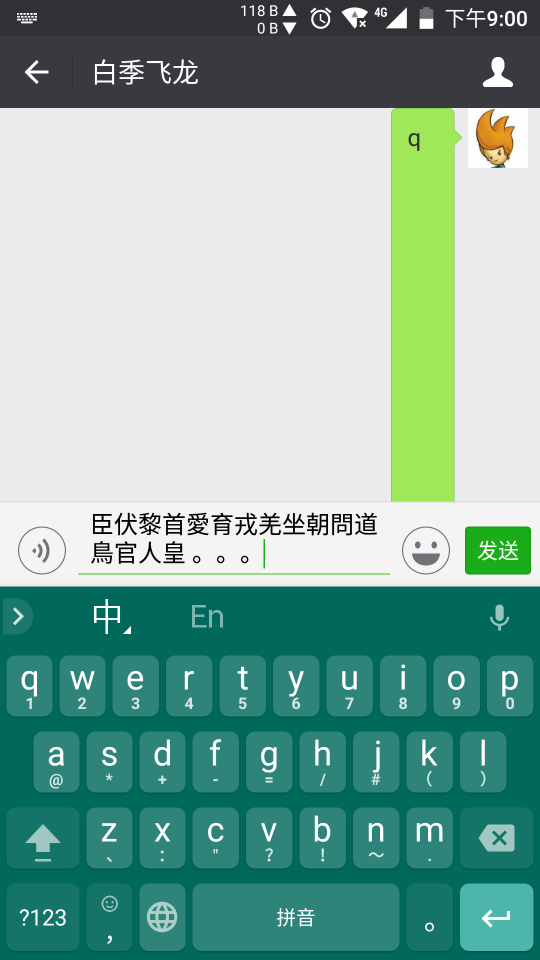 118 B
0 B
4G
下午9:00
白季飞龙
q
臣伏黎首愛育戎羌坐朝問道
鳥官人皇。。。
发送
中 En
q w e r t y u i o p
1 2 3 4 5 6 7 8 9 0
a s d f g h j k l
@ * + - = / # ( )
z x c v b n m
、 : " ? ! ～ .
?123 , 拼音 。